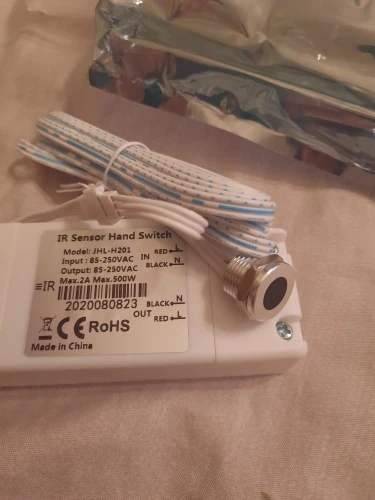 IR Sensor Hand Switch
Model: JHL-H201
Input : 85-250VAC IN RED L
Output: 85-250VAC BLACK N
Max.2A Max.500W
≡IR
2020080823 BLACK N
OUT
CE RoHS RED L
Made in China